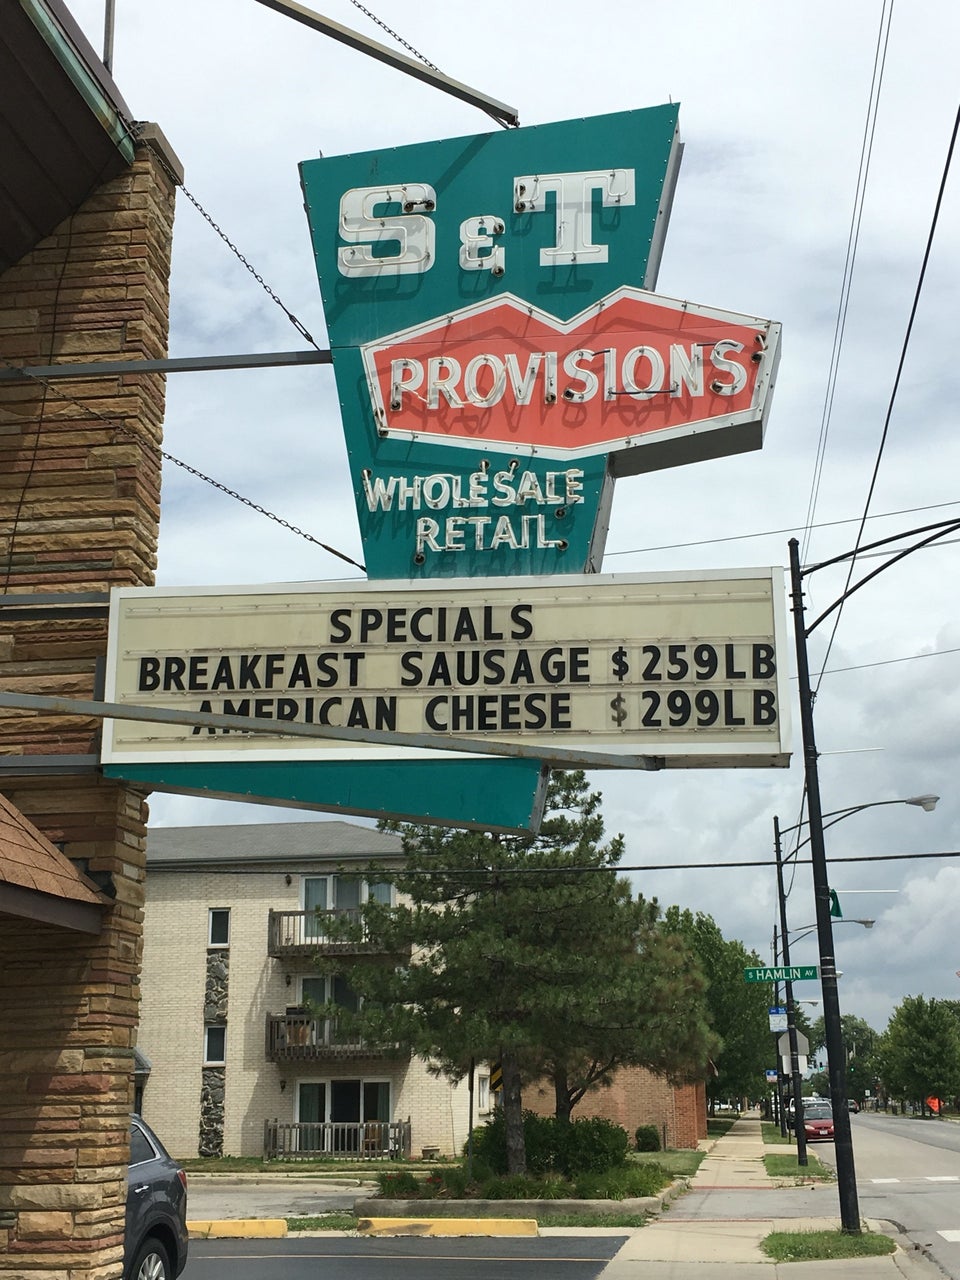 S & T
PROVISIONS
WHOLESALE
RETAIL
SPECIALS
BREAKFAST SAUSAGE $259LB
AMERICAN CHEESE $299LB
S HAMLIN AV